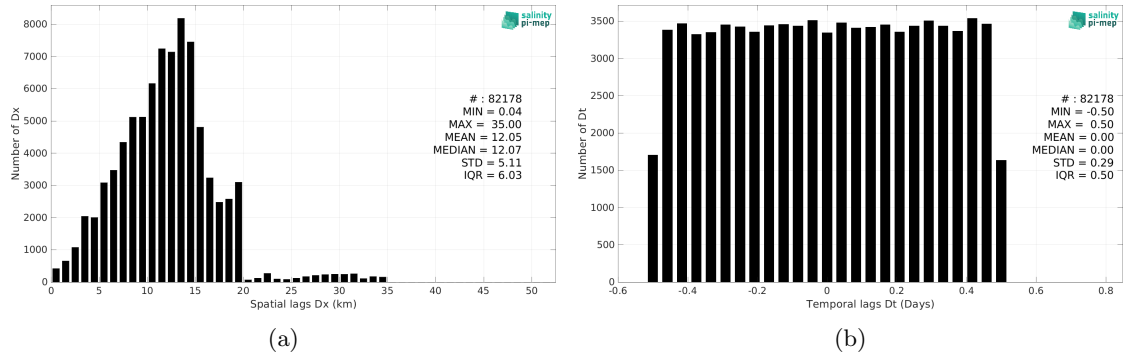 8000
7000
6000
5000
4000
3000
2000
1000
0
Number of Dx
0 5 10 15 20 25 30 35 40 45 50
Spatial lags Dx (km)
salinity
pi-mep
# : 82178
MIN = 0.04
MAX = 35.00
MEAN = 12.05
MEDIAN = 12.07
STD = 5.11
IQR = 6.03
(a)
3500
3000
2500
2000
1500
1000
500
0
Number of Dt
-0.6 -0.4 -0.2 0 0.2 0.4 0.6 0.8
Temporal lags Dt (Days)
salinity
pi-mep
# : 82178
MIN = -0.50
MAX = 0.50
MEAN = 0.00
MEDIAN = 0.00
STD = 0.29
IQR = 0.50
(b)